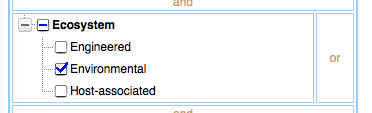 and
Ecosystem
Engineered
Environmental
or
Host-associated
and